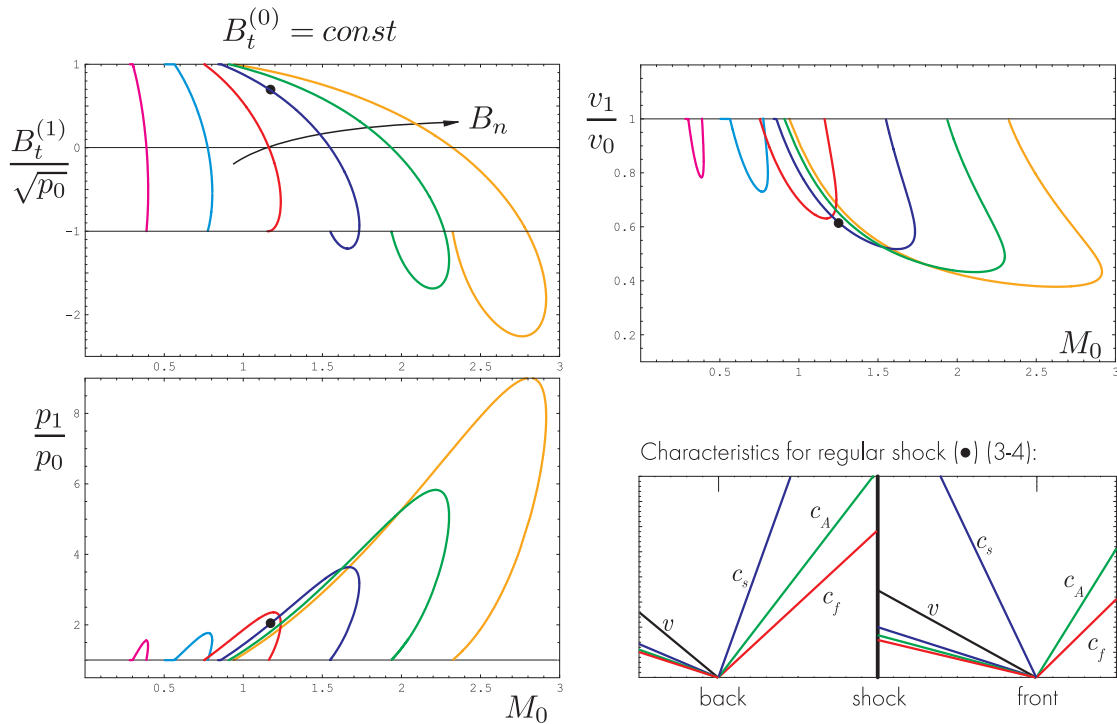 B_t^{(0)} = const
B_t^{(1)} / \sqrt{p_0}
1
0
-1
-2
B_n
0.5
1
1.5
2
2.5
3
v_1 / v_0
1
0.8
0.6
0.4
0.2
M_0
0.5
1
1.5
2
2.5
3
p_1 / p_0
8
6
4
2
0.5
1
1.5
2
2.5
3
M_0
Characteristics for regular shock (●) (3-4):
v
c_s
c_A
c_f
v
c_s
c_A
c_f
back
shock
front